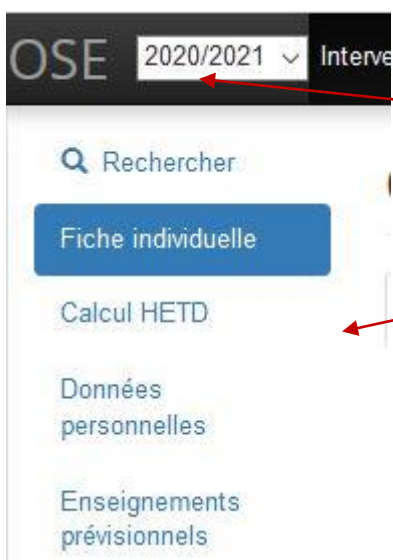 OSE 2020/2021 Interve
Rechercher
Fiche individuelle
Calcul HETD
Données
personnelles
Enseignements
prévisionnels